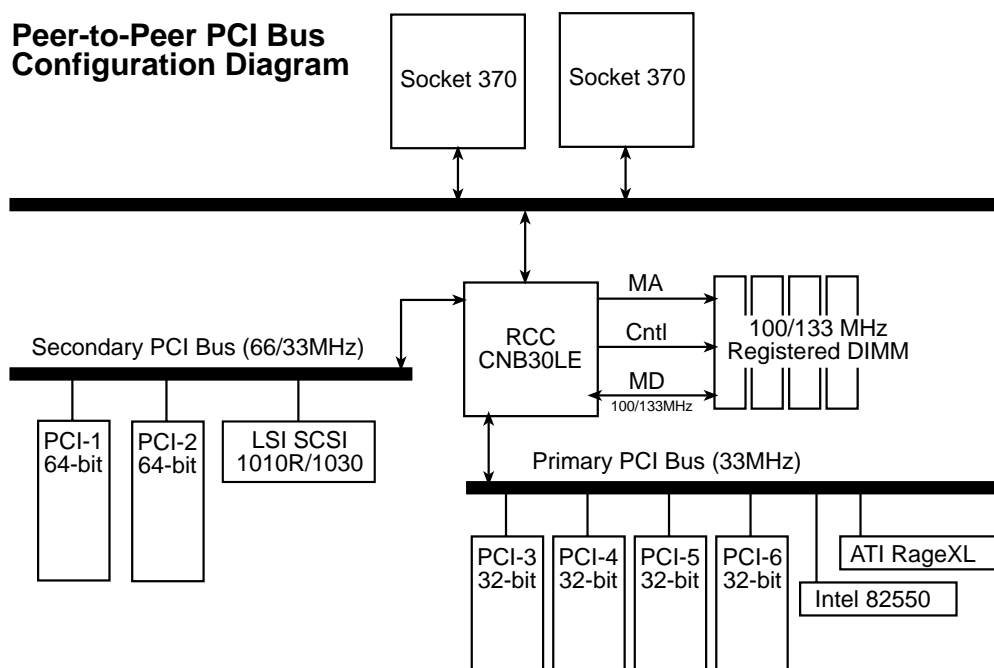 Peer-to-Peer PCI Bus
Configuration Diagram
Socket 370
Socket 370
MA
RCC
CNB30LE
Cntl
100/133 MHz
Registered DIMM
MD
100/133MHz
Secondary PCI Bus (66/33MHz)
PCI-1
64-bit
PCI-2
64-bit
LSI SCSI
1010R/1030
Primary PCI Bus (33MHz)
PCI-3
32-bit
PCI-4
32-bit
PCI-5
32-bit
PCI-6
32-bit
ATI RageXL
Intel 82550